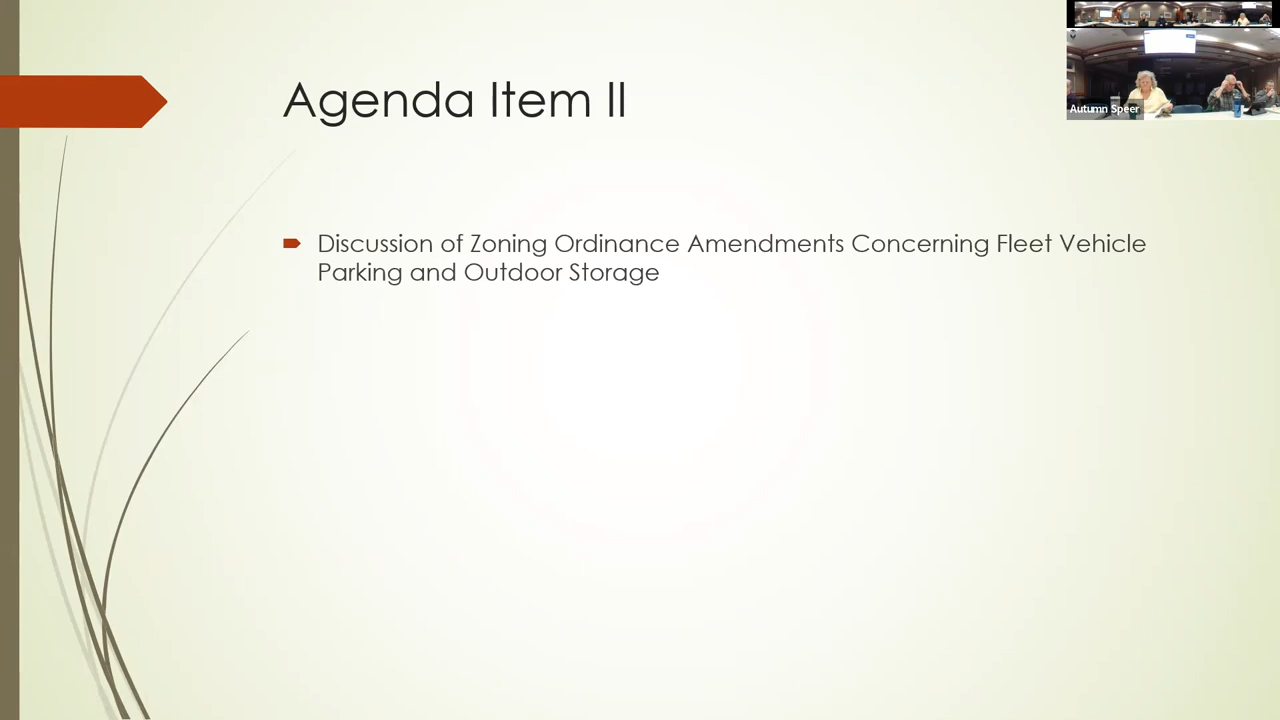 Agenda Item II
Autumn Speer
Discussion of Zoning Ordinance Amendments Concerning Fleet Vehicle
Parking and Outdoor Storage